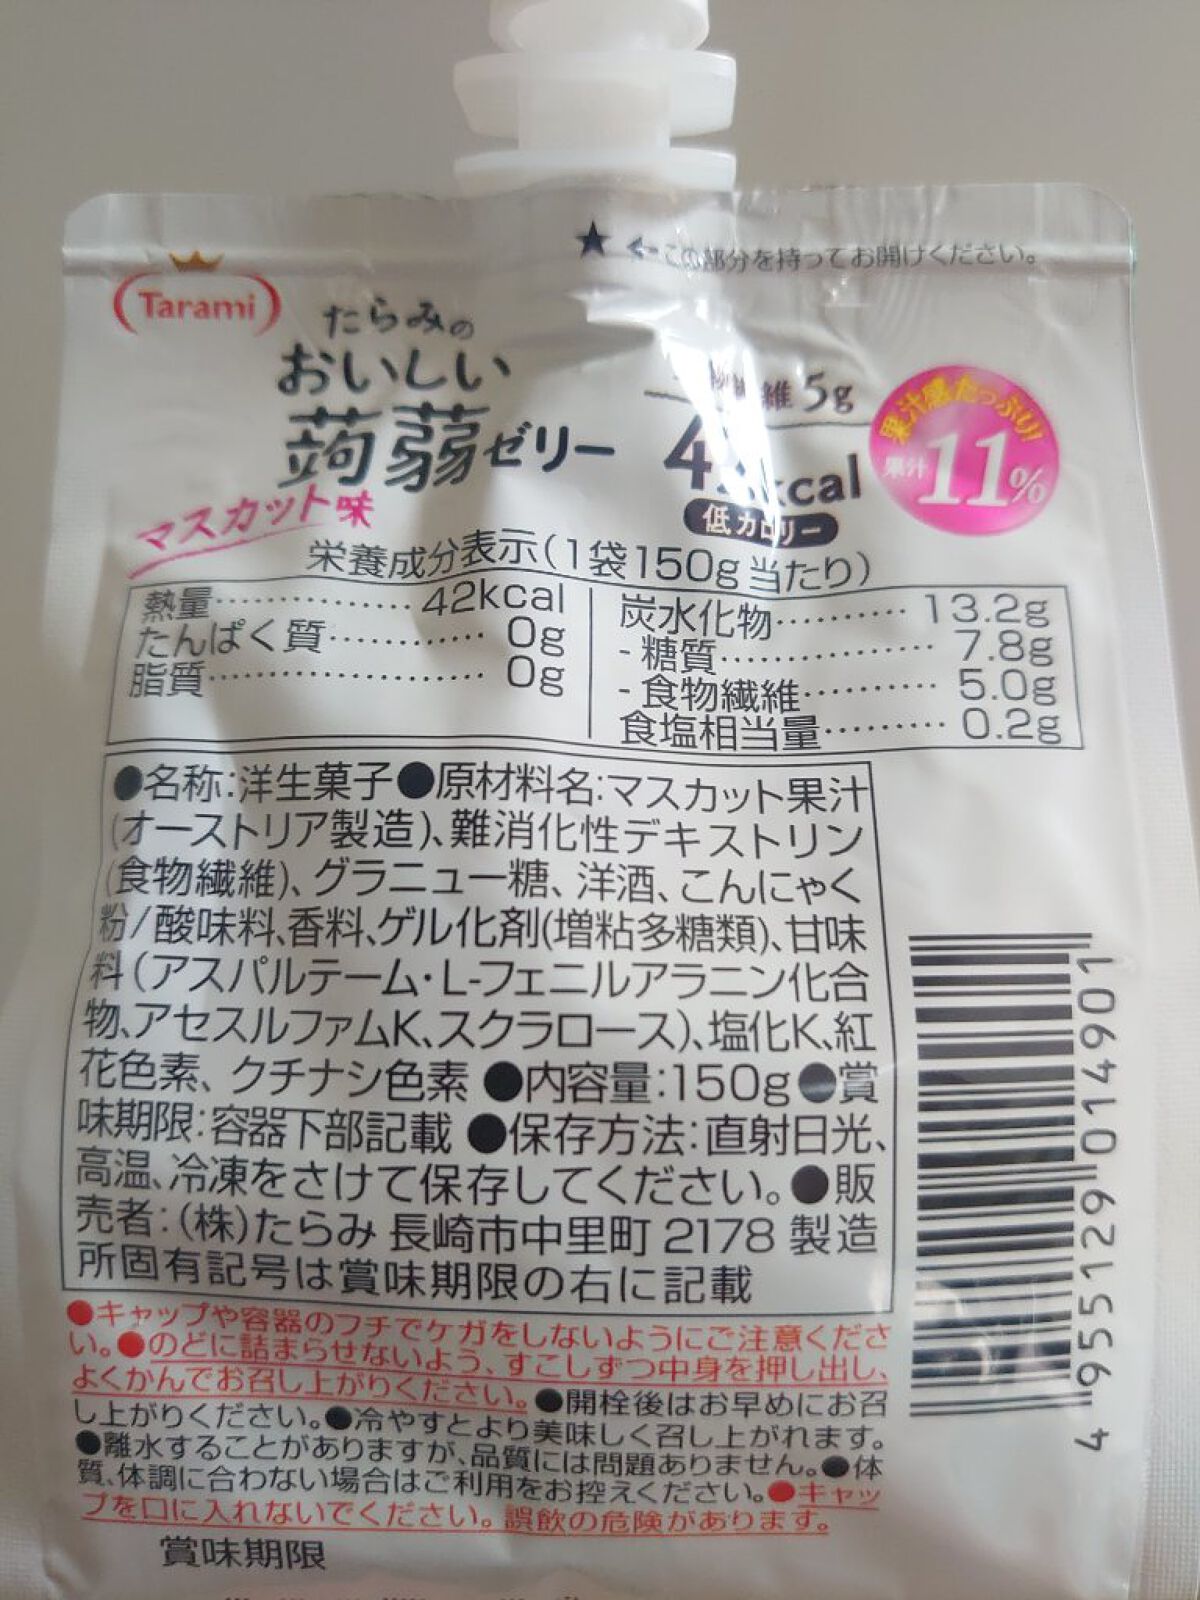 ★ ←この部分を持ってお開けください。
Tarami
たらみの
おいしい
蒟蒻ゼリー
マスカット味
維5g
kcal
低カロリー
果汁感たっぷり!
果汁11%
栄養成分表示(1袋150g当たり)
熱量……………42kcal
たんぱく質…………0g
脂質……………………0g
炭水化物…………13.2g
-糖質………………7.8g
-食物繊維…………5.0g
食塩相当量…………0.2g
●名称:洋生菓子●原材料名:マスカット果汁
(オーストリア製造)、難消化性デキストリン
(食物繊維)、グラニュー糖、洋酒、こんにゃく
粉/酸味料、香料、ゲル化剤(増粘多糖類)、甘味
料(アスパルテーム・L-フェニルアラニン化合
物、アセスルファムK、スクラロース)、塩化K、紅
花色素、クチナシ色素 ●内容量:150g●賞
味期限:容器下部記載 ●保存方法:直射日光、
高温、冷凍をさけて保存してください。●販
売者:(株)たらみ 長崎市中里町 2178 製造
所固有記号は賞味期限の右に記載
●キャップや容器のフチでケガをしないようにご注意くださ
い。●のどに詰まらせないよう、すこしずつ中身を押し出し、
よくかんでお召し上がりください。●開栓後はお早めにお召
し上がりください。●冷やすとより美味しく召し上がれます。
●離水することがありますが、品質には問題ありません。●体
質、体調に合わない場合はご利用をお控えください。●キャッ
プを口に入れないでください。誤飲の危険があります。
賞味期限
4955129014901